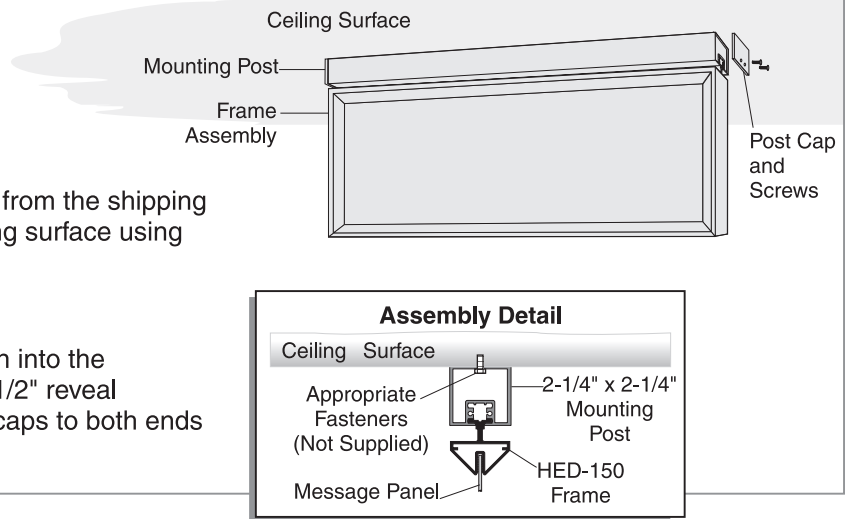 Ceiling Surface
Mounting Post
Frame
Assembly
Post Cap
and
Screws
from the shipping
ng surface using
n into the
1/2" reveal
caps to both ends
Assembly Detail
Ceiling Surface
Appropriate
Fasteners
(Not Supplied)
2-1/4" x 2-1/4"
Mounting
Post
HED-150
Frame
Message Panel